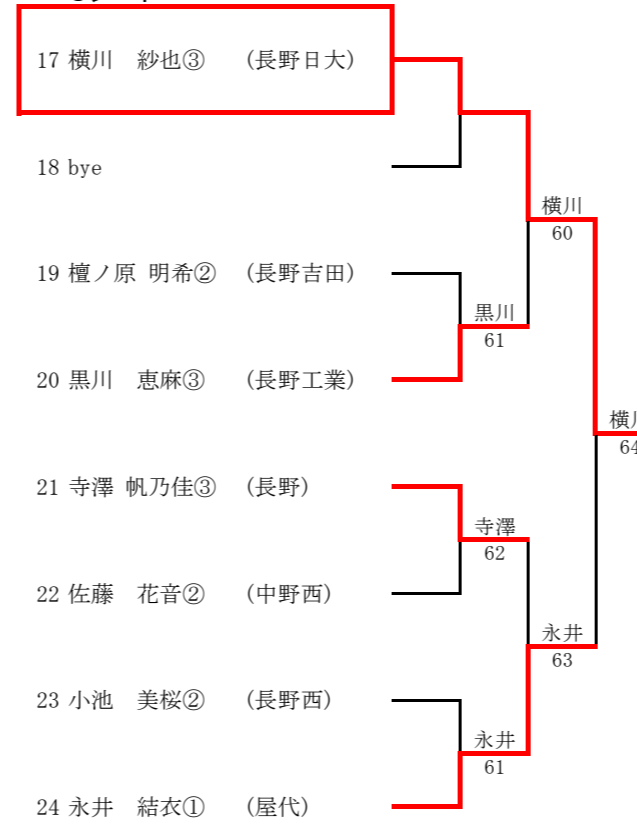 17 横川 紗也③ (長野日大)
18 bye
横川
60
19 檀ノ原 明希② (長野吉田)
黒川
61
20 黒川 恵麻③ (長野工業)
横川
64
21 寺澤 帆乃佳③ (長野)
寺澤
62
22 佐藤 花音② (中野西)
永井
63
23 小池 美桜② (長野西)
永井
61
24 永井 結衣① (屋代)